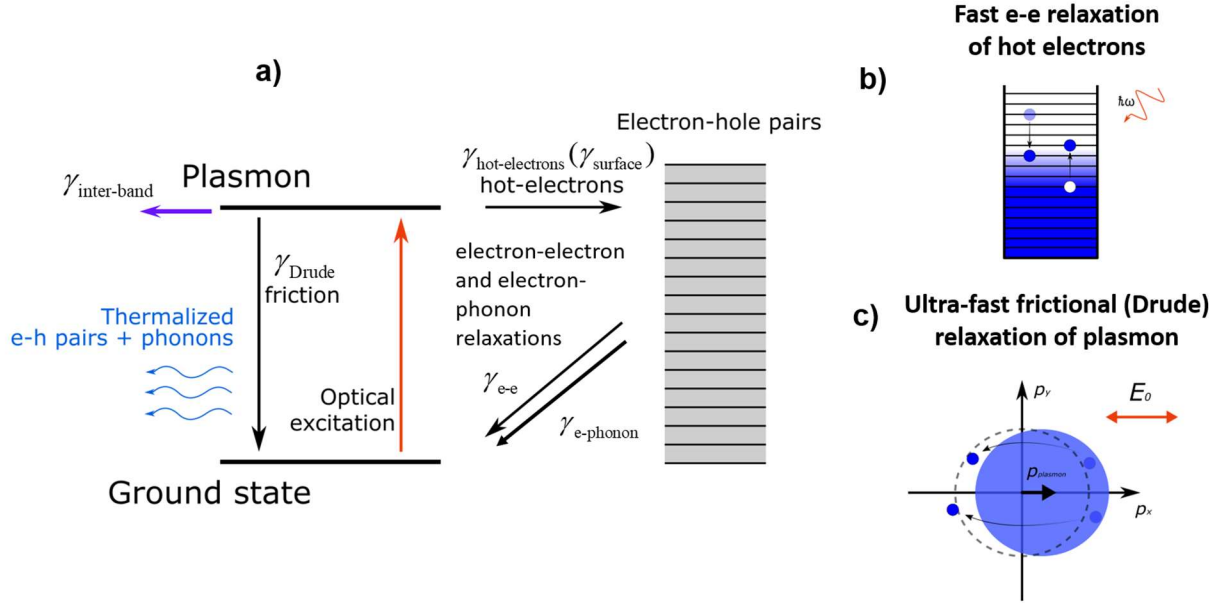 a)
Plasmon
γinter-band
γDrude
friction
Thermalized
e-h pairs + phonons
Optical
excitation
Ground state
Electron-hole pairs
γhot-electrons(γsurface)
hot-electrons
electron-electron
and electron-
phonon
relaxations
γe-e
γe-phonon
Fast e-e relaxation
of hot electrons
b)
ħω
Ultra-fast frictional (Drude)
c)
relaxation of plasmon
py
E0
pplasmon
px